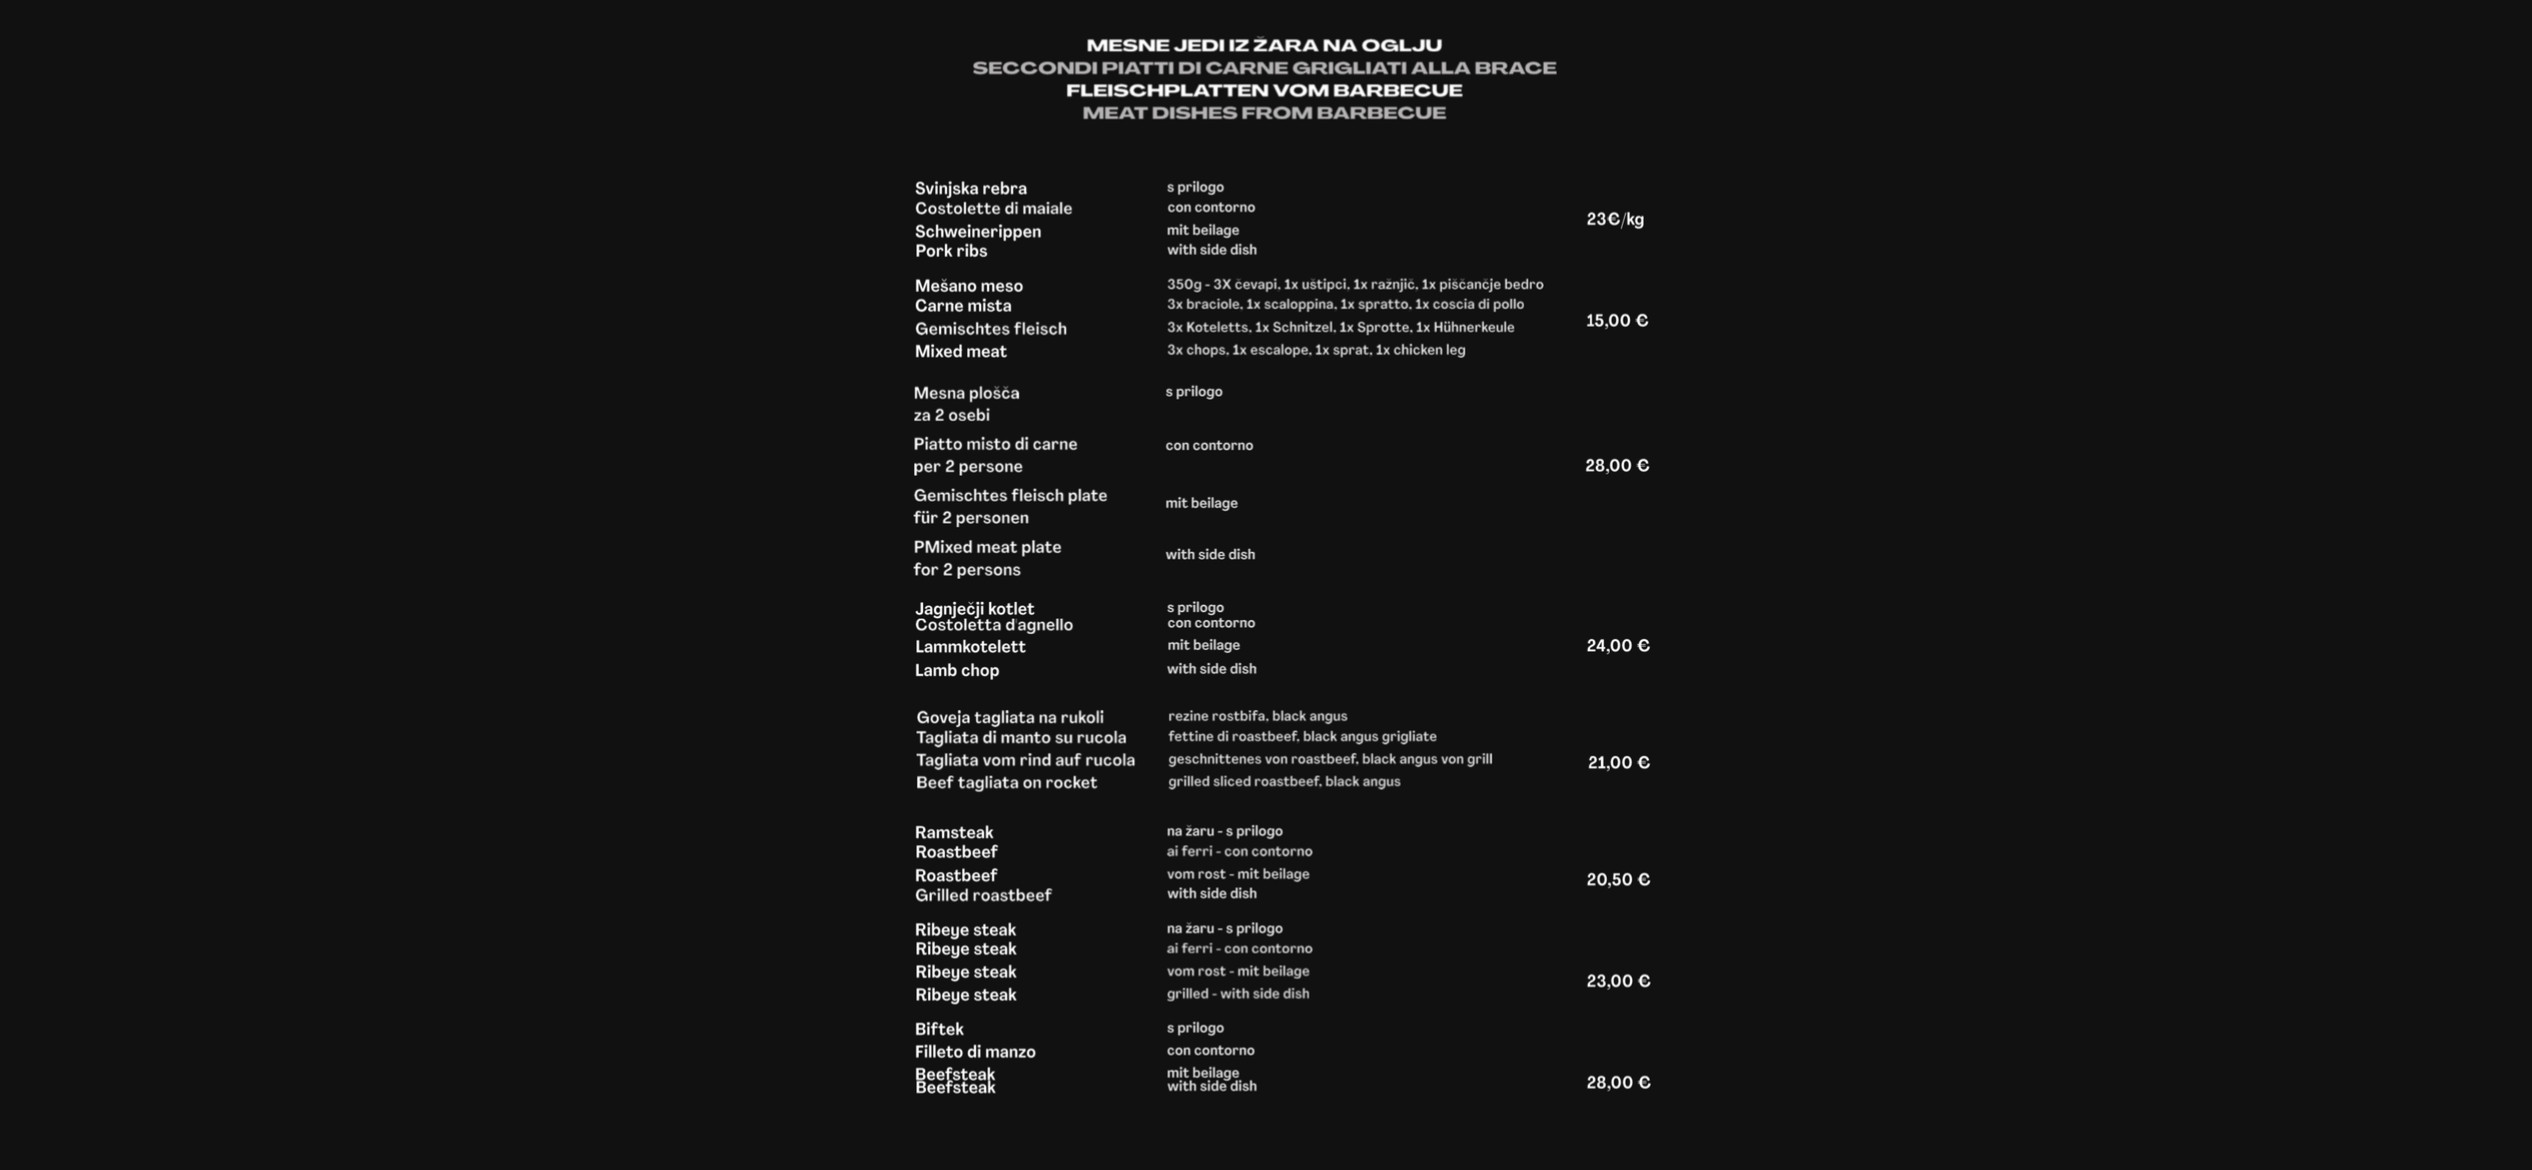 MESNE JEDI IZ ŽARA NA OGLJU
SECCONDI PIATTI DI CARNE GRIGLIATI ALLA BRACE
FLEISCHPLATTEN VOM BARBECUE
MEAT DISHES FROM BARBECUE
Svinjska rebra s prilogo
Costolette di maiale con contorno
23€/kg
Schweinerippen mit beilage
Pork ribs with side dish
Mešano meso 350g - 3X čevapi, 1x uštipci, 1x ražnjič, 1x piščančje bedro
Carne mista 3x braciole, 1x scaloppina, 1x spratto, 1x coscia di pollo
15,00 €
Gemischtes fleisch 3x Koteletts, 1x Schnitzel, 1x Sprotte, 1x Hühnerkeule
Mixed meat 3x chops, 1x escalope, 1x sprat, 1x chicken leg
Mesna plošča s prilogo
za 2 osebi
Piatto misto di carne con contorno
per 2 persone 28,00 €
Gemischtes fleisch plate
mit beilage
für 2 personen
PMixed meat plate
with side dish
for 2 persons
Jagnječji kotlet s prilogo
Costoletta d'agnello con contorno
Lammkotelett mit beilage 24,00 €
Lamb chop with side dish
Goveja tagliata na rukoli rezine rostbifa, black angus
Tagliata di manto su rucola fettine di roastbeef, black angus grigliate
Tagliata vom rind auf rucola geschnittenes von roastbeef, black angus von grill 21,00 €
Beef tagliata on rocket grilled sliced roastbeef, black angus
Ramsteak na žaru - s prilogo
Roastbeef ai ferri - con contorno
Roastbeef vom rost - mit beilage 20,50 €
Grilled roastbeef with side dish
Ribeye steak na žaru - s prilogo
Ribeye steak ai ferri - con contorno
Ribeye steak vom rost - mit beilage 23,00 €
Ribeye steak grilled - with side dish
Biftek s prilogo
Filleto di manzo con contorno
Beefsteak mit beilage
Beefsteak with side dish 28,00 €